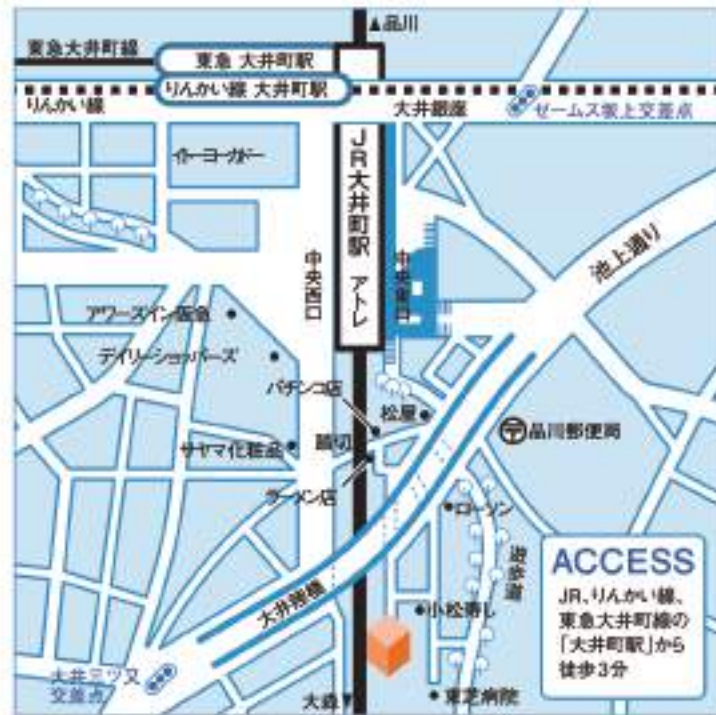 ▲品川
東急大井町線
東急 大井町駅
りんかい線 大井町駅
りんかい線
大井銀座
ゼームス坂上交差点
イトーヨーカドー
JR大井町駅 アトレ
中央西口
中央東口
池上通り
アワーズイン阪急
デイリーショッパーズ
パチンコ店
松屋
品川郵便局
サヤマ化粧品
踏切
ラーメン店
ローソン
遊歩道
大井陸橋
小松寿し
大井三ツ又
交差点
大森▼
東芝病院
ACCESS
JR、りんかい線、
東急大井町線の
「大井町駅」から
徒歩3分